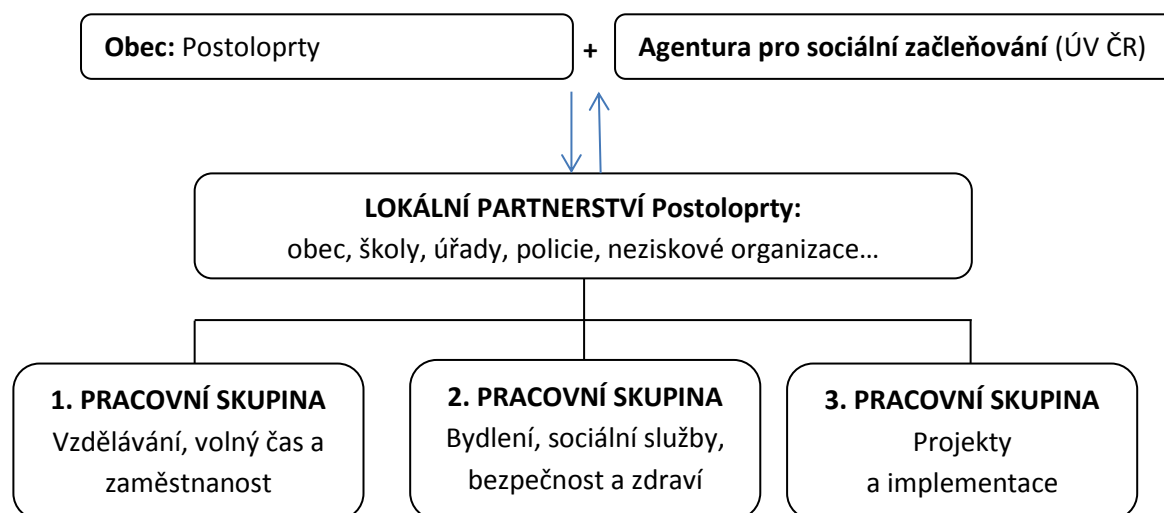 Obec: Postoloprty
+
Agentura pro sociální začleňování (ÚV ČR)
LOKÁLNÍ PARTNERSTVÍ Postoloprty:
obec, školy, úřady, policie, neziskové organizace…
1. PRACOVNÍ SKUPINA
Vzdělávání, volný čas a
zaměstnanost
2. PRACOVNÍ SKUPINA
Bydlení, sociální služby,
bezpečnost a zdraví
3. PRACOVNÍ SKUPINA
Projekty
a implementace